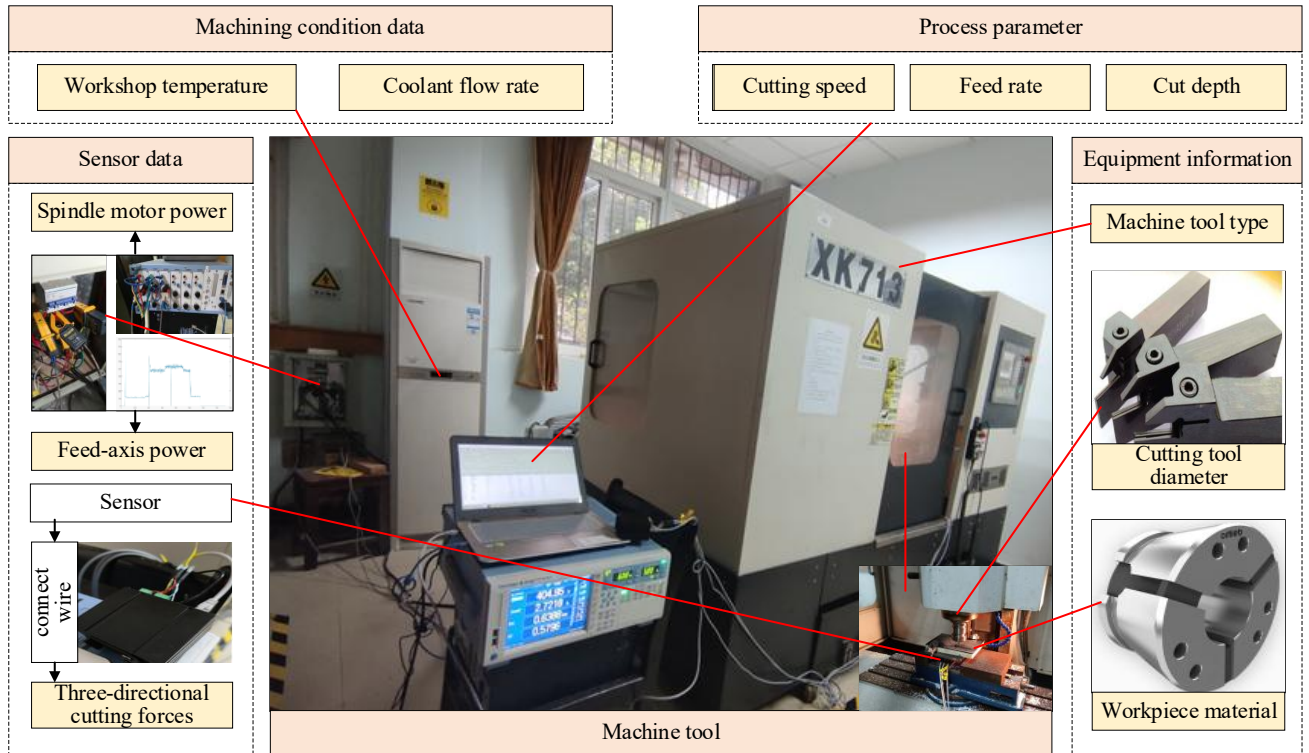 Machining condition data
Workshop temperature
Coolant flow rate
Process parameter
Cutting speed
Feed rate
Cut depth
Sensor data
Spindle motor power
Feed-axis power
Sensor
connect
wire
Three-directional
cutting forces
XK713
404.95
2.7218
0.6388
0.5796
Machine tool
Equipment information
Machine tool type
Cutting tool
diameter
Workpiece material